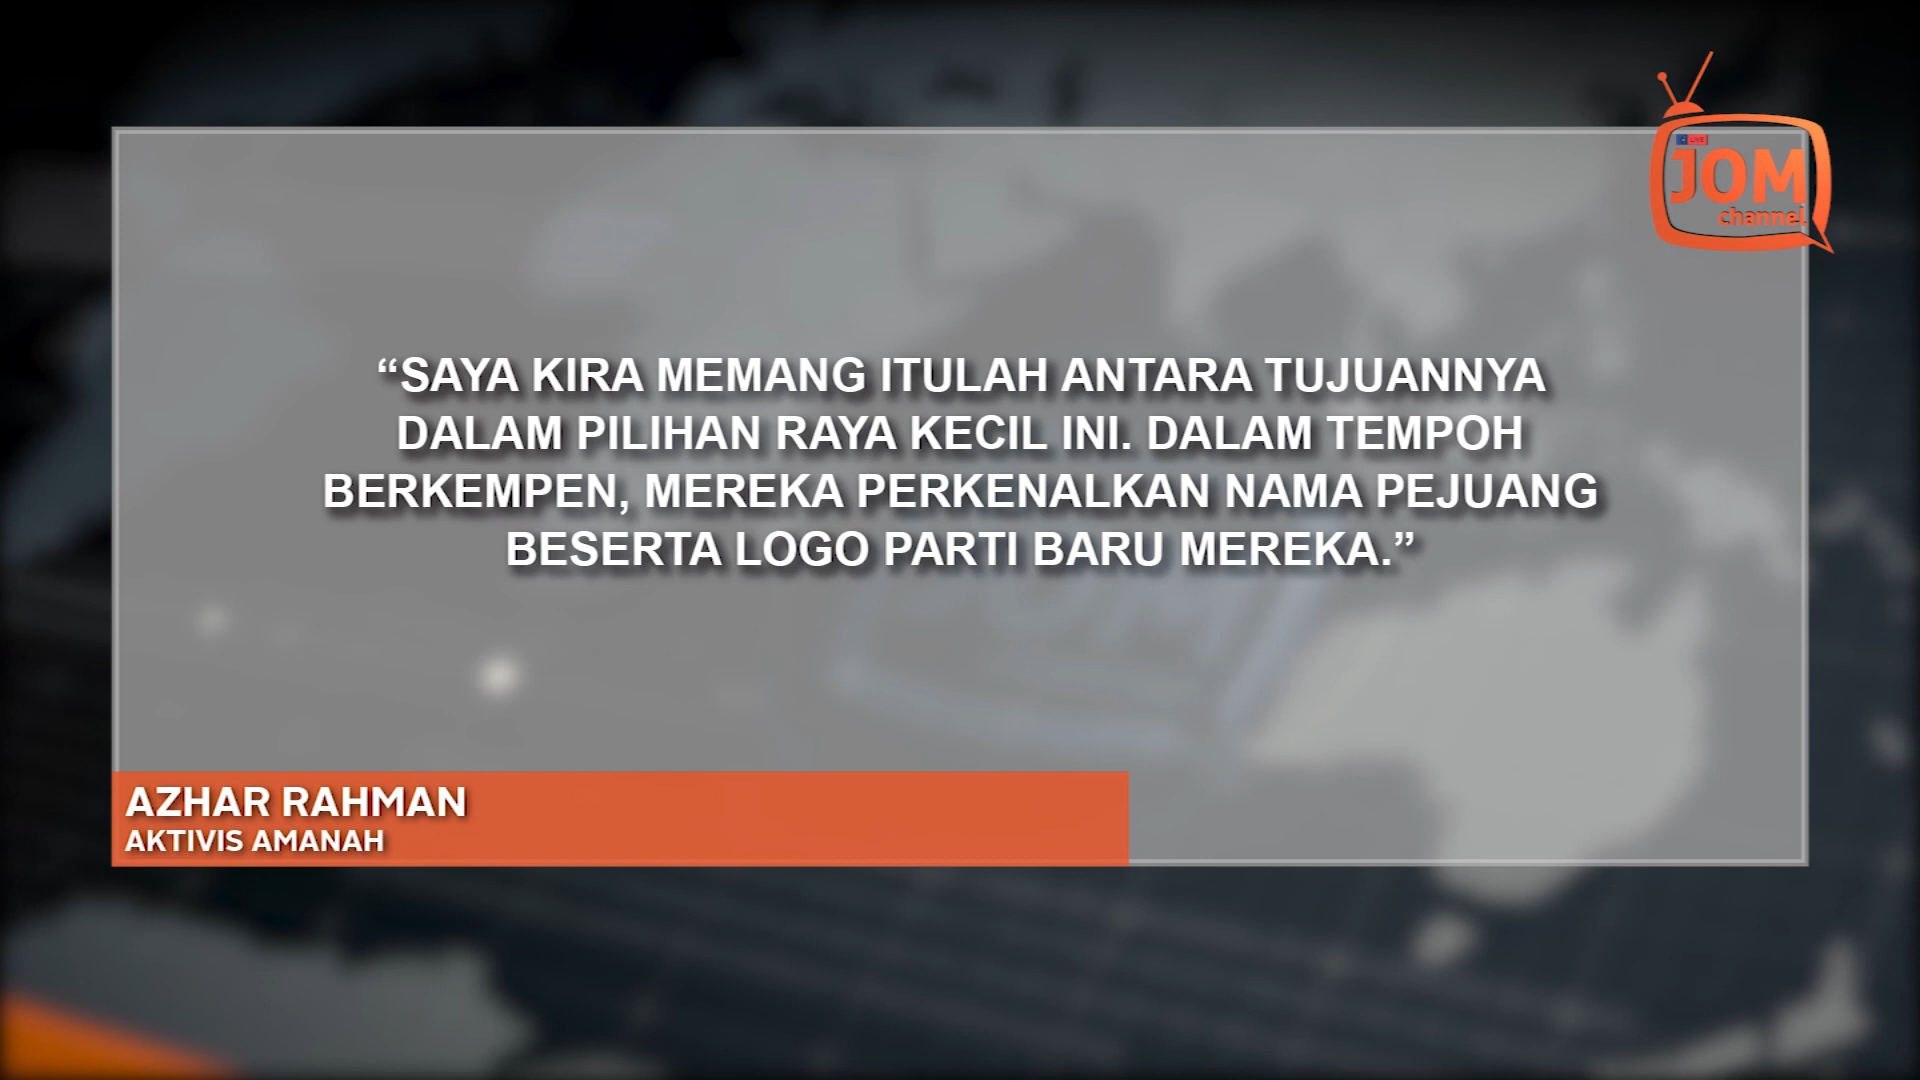 LIVE
JOM
channel
“SAYA KIRA MEMANG ITULAH ANTARA TUJUANNYA
DALAM PILIHAN RAYA KECIL INI. DALAM TEMPOH
BERKEMPEN, MEREKA PERKENALKAN NAMA PEJUANG
BESERTA LOGO PARTI BARU MEREKA.”
AZHAR RAHMAN
AKTIVIS AMANAH